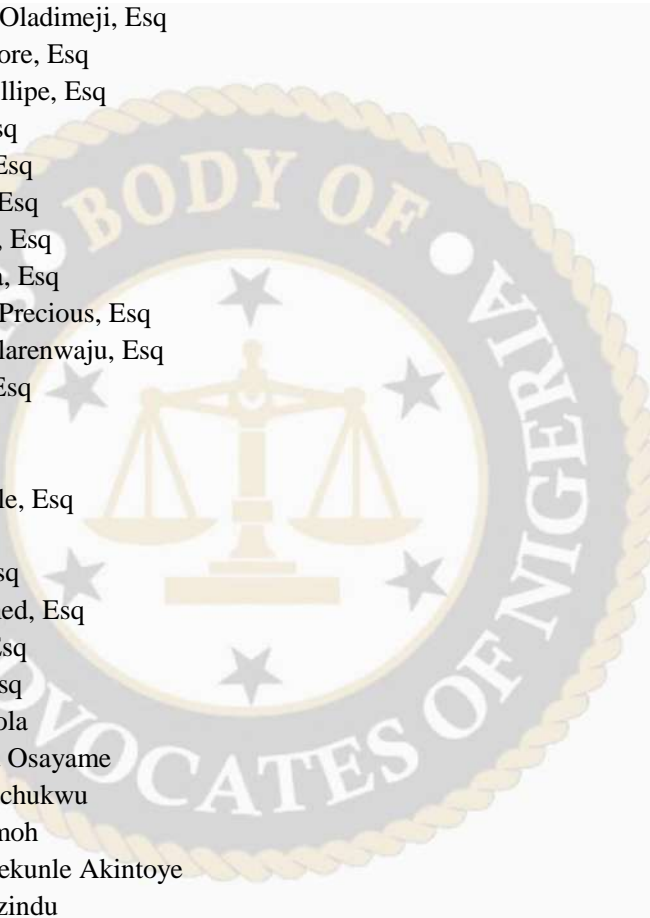 Oladimeji, Esq
ore, Esq
llipe, Esq
sq
Esq
Esq
, Esq
a, Esq
Precious, Esq
larenwaju, Esq
Esq
le, Esq
sq
ed, Esq
Esq
sq
ola
Osayame
chukwu
moh
ekunle Akintoye
zindu
BODY OF
ADVOCATES OF NIGERIA